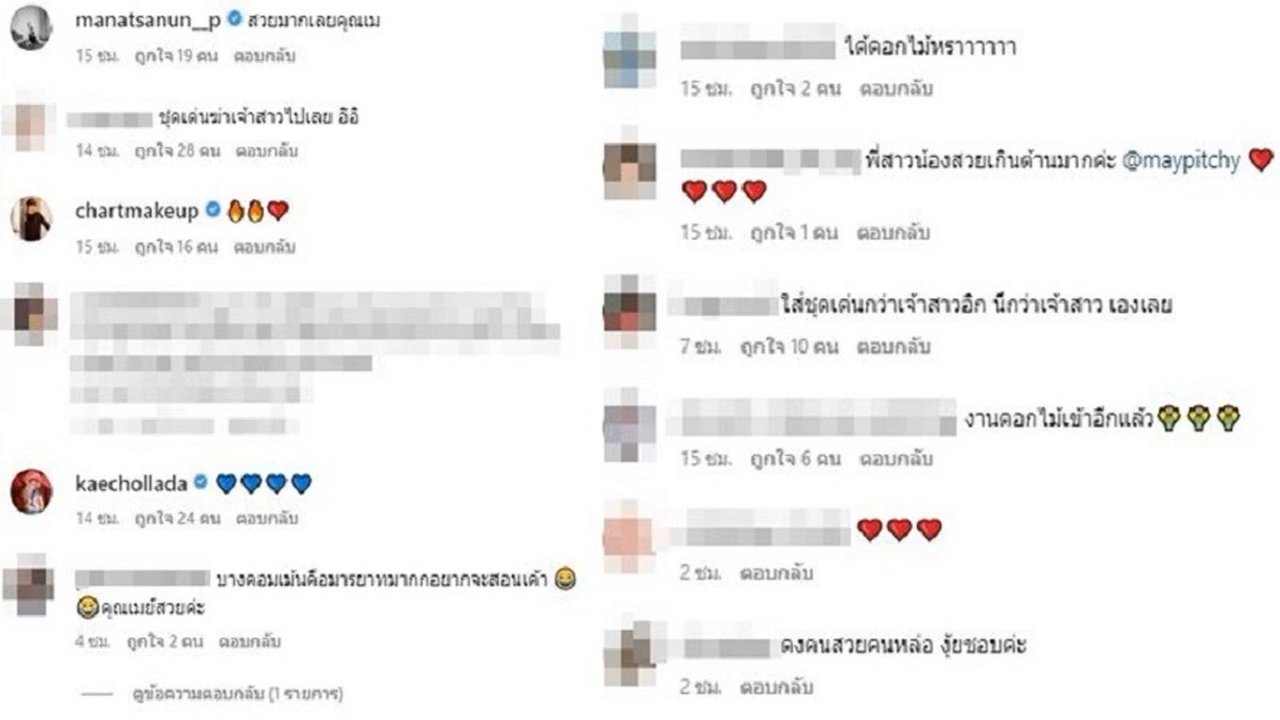 manatsanun__p สวยมากเลยคุณเม
15 ชม. ถูกใจ 19 คน ตอบกลับ
ชุดเด่นฆ่าเจ้าสาวไปเลย อิอิ
14 ชม. ถูกใจ 28 คน ตอบกลับ
chartmakeup 🔥🔥❤️
15 ชม. ถูกใจ 16 คน ตอบกลับ
kaechollada 💙💙💙💙
14 ชม. ถูกใจ 24 คน ตอบกลับ
บางคอมเม้นคือมารยาทมากกอยากจะสอนเค้า 😂
😂คุณเมย์สวยค่ะ
4 ชม. ถูกใจ 2 คน ตอบกลับ
ดูข้อความตอบกลับ (1 รายการ)
ได้ดอกไม้หราาาาาา
15 ชม. ถูกใจ 2 คน ตอบกลับ
พี่สาวน้องสวยเกินต้านมากค่ะ @maypitchy ❤️
❤️❤️❤️
15 ชม. ถูกใจ 1 คน ตอบกลับ
ใส่ชุดเด่นกว่าเจ้าสาวอีก นึกว่าเจ้าสาว เองเลย
7 ชม. ถูกใจ 10 คน ตอบกลับ
งานดอกไม้เข้าอีกแล้ว💐💐💐
15 ชม. ถูกใจ 6 คน ตอบกลับ
❤️❤️❤️
2 ชม. ตอบกลับ
ดงคนสวยคนหล่อ งุ้ยชอบค่ะ
2 ชม. ตอบกลับ